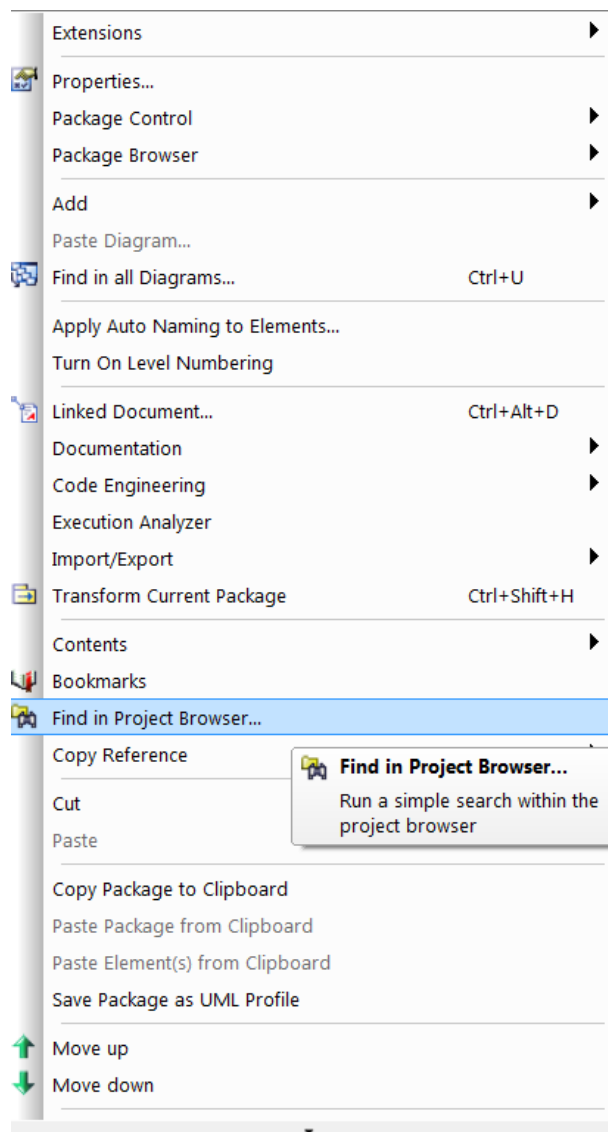 Extensions
Properties...
Package Control
Package Browser
Add
Paste Diagram...
Find in all Diagrams... Ctrl+U
Apply Auto Naming to Elements...
Turn On Level Numbering
Linked Document... Ctrl+Alt+D
Documentation
Code Engineering
Execution Analyzer
Import/Export
Transform Current Package Ctrl+Shift+H
Contents
Bookmarks
Find in Project Browser...
Copy Reference
Find in Project Browser...
Run a simple search within the
project browser
Cut
Paste
Copy Package to Clipboard
Paste Package from Clipboard
Paste Element(s) from Clipboard
Save Package as UML Profile
Move up
Move down